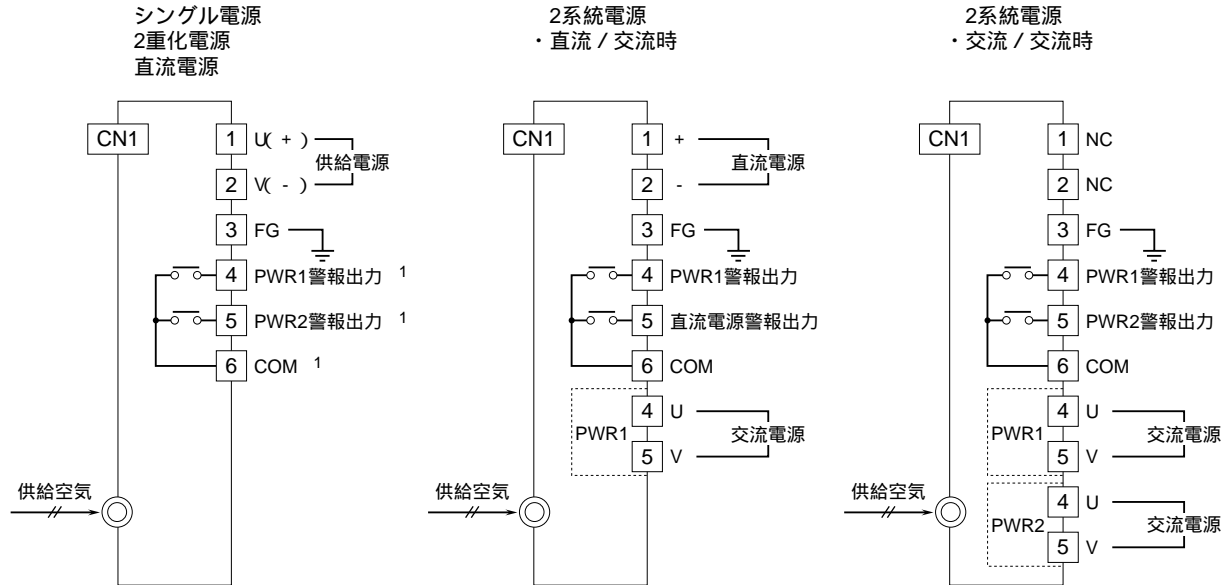 シングル電源
2重化電源
直流電源
CN1
1 U( + )
供給電源
2 V( - )
3 FG
4 PWR1警報出力 1
5 PWR2警報出力 1
6 COM 1
供給空気
2系統電源
・直流 / 交流時
CN1
1 +
直流電源
2 -
3 FG
4 PWR1警報出力
5 直流電源警報出力
6 COM
PWR1
4 U
交流電源
5 V
供給空気
2系統電源
・交流 / 交流時
CN1
1 NC
2 NC
3 FG
4 PWR1警報出力
5 PWR2警報出力
6 COM
PWR1
4 U
交流電源
5 V
供給空気
PWR2
4 U
交流電源
5 V